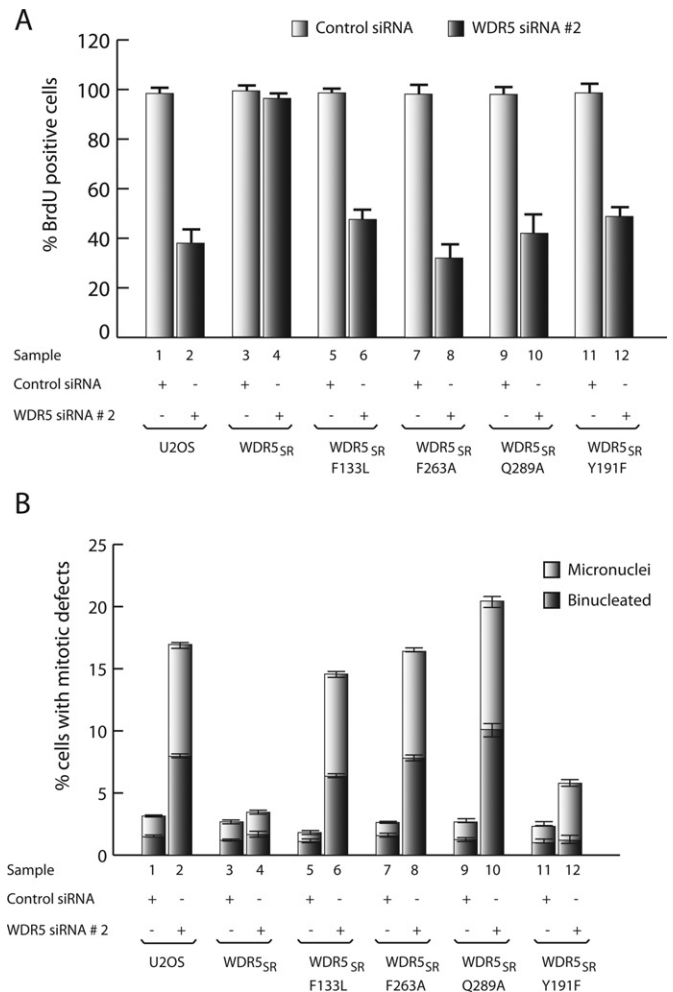 A
Control siRNA WDR5 siRNA #2
% BrdU positive cells
120
100
80
60
40
20
0
Sample 1 2 3 4 5 6 7 8 9 10 11 12
Control siRNA + - + - + - + - + - + -
WDR5 siRNA # 2 - + - + - + - + - + - +
U2OS WDR5SR WDR5SR WDR5SR WDR5SR WDR5SR
F133L F263A Q289A Y191F
B
% cells with mitotic defects
25
20
15
10
5
0
Micronuclei
Binucleated
Sample 1 2 3 4 5 6 7 8 9 10 11 12
Control siRNA + - + - + - + - + - + -
WDR5 siRNA # 2 - + - + - + - + - + - +
U2OS WDR5SR WDR5SR WDR5SR WDR5SR WDR5SR
F133L F263A Q289A Y191F